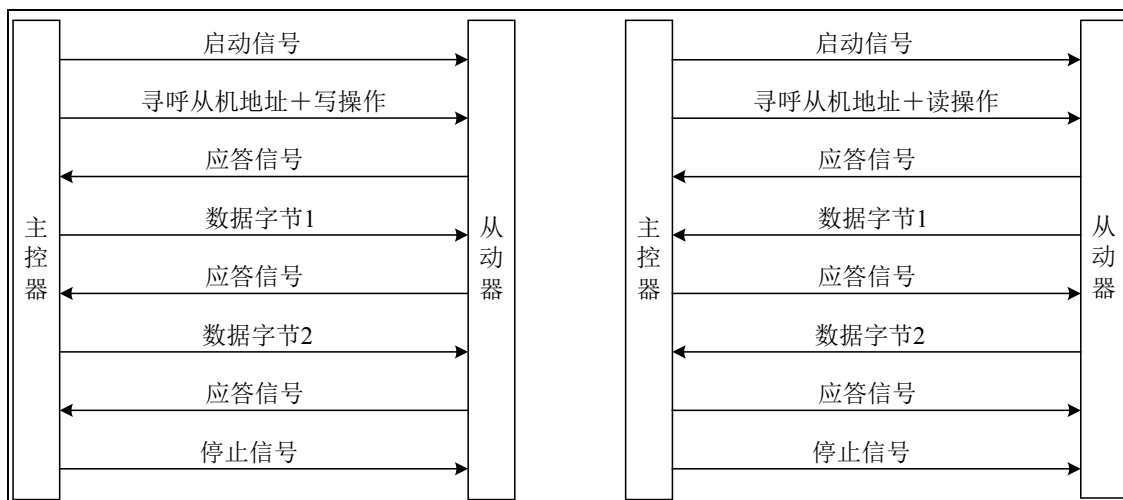 主控器
启动信号
寻呼从机地址＋写操作
应答信号
数据字节1
应答信号
数据字节2
应答信号
停止信号
从动器
主控器
启动信号
寻呼从机地址＋读操作
应答信号
数据字节1
应答信号
数据字节2
应答信号
停止信号
从动器